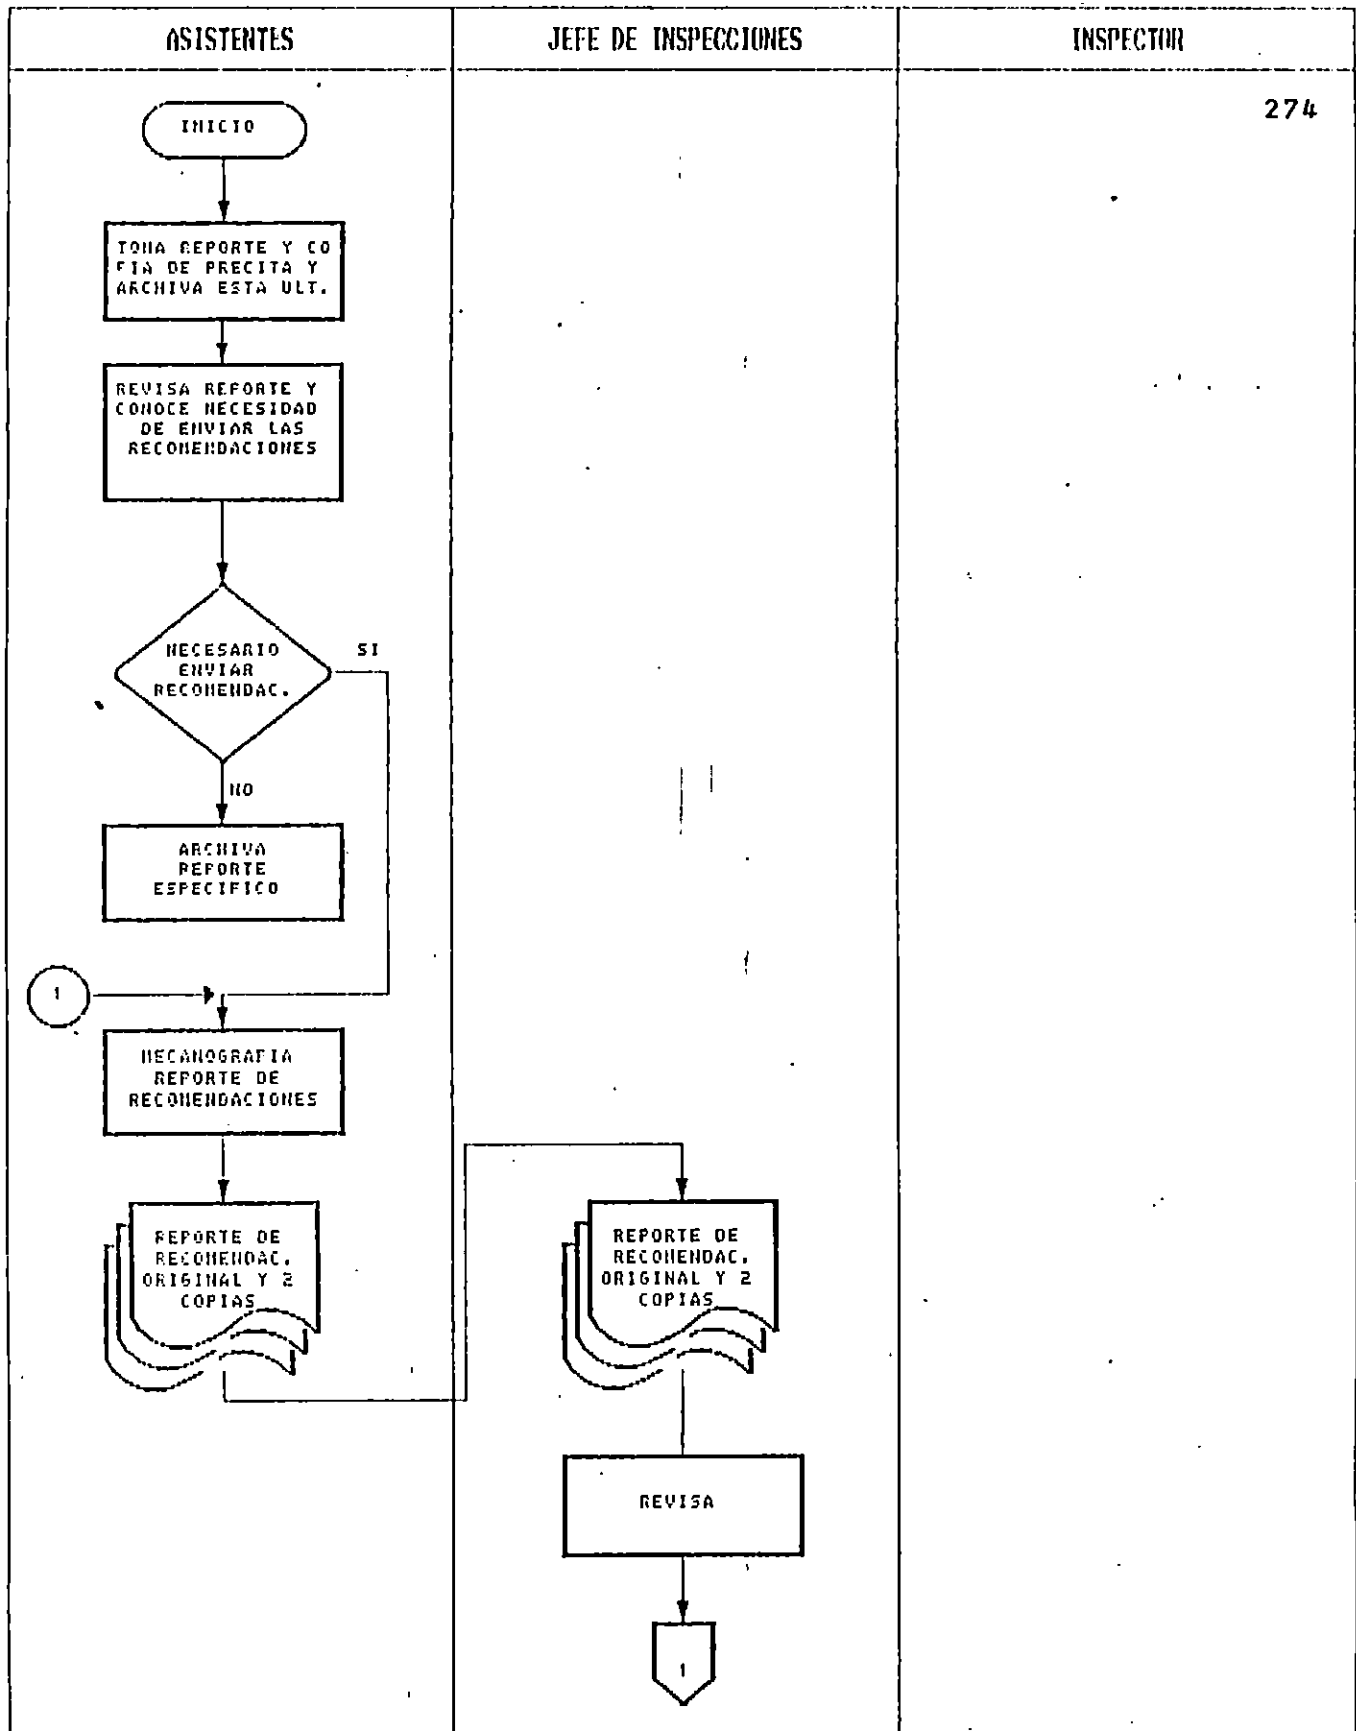 ASISTENTES
JEFE DE INSPECCIONES
INSPECTOR
274
INICIO
TOMA REPORTE Y CO
PIA DE PRECITA Y
ARCHIVA ESTA ULT.
REVISA REPORTE Y
CONOCE NECESIDAD
DE ENVIAR LAS
RECOMENDACIONES
NECESARIO
ENVIAR
RECOMENDAC.
SI
NO
ARCHIVA
REPORTE
ESPECIFICO
1
MECANOGRAFIA
REPORTE DE
RECOMENDACIONES
REPORTE DE
RECOMENDAC.
ORIGINAL Y 2
COPIAS
REPORTE DE
RECOMENDAC.
ORIGINAL Y 2
COPIAS
REVISA
1